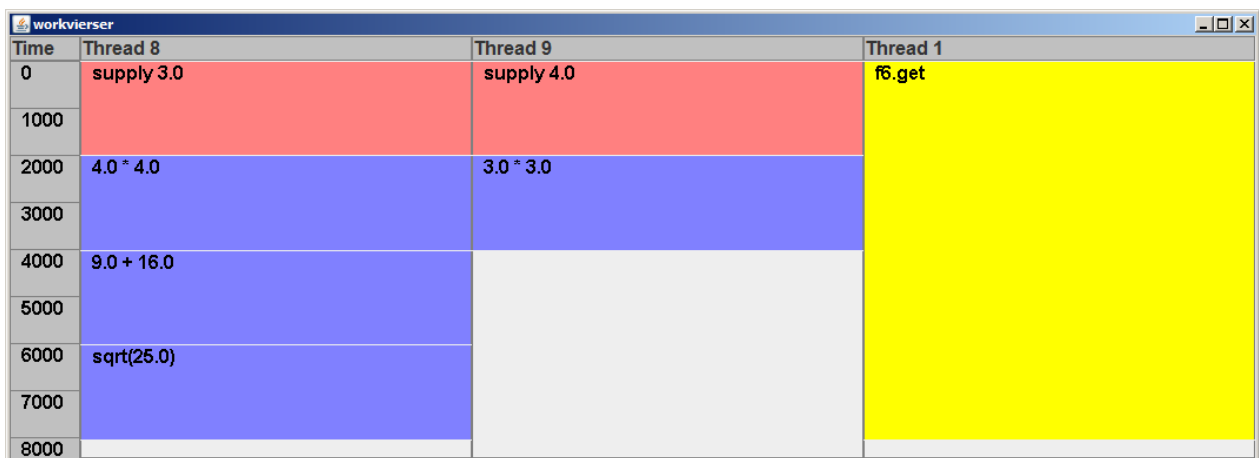 workvierser
Time Thread 8 Thread 9 Thread 1
0 supply 3.0 supply 4.0 f6.get
1000
2000 4.0 * 4.0 3.0 * 3.0
3000
4000 9.0 + 16.0
5000
6000 sqrt(25.0)
7000
8000